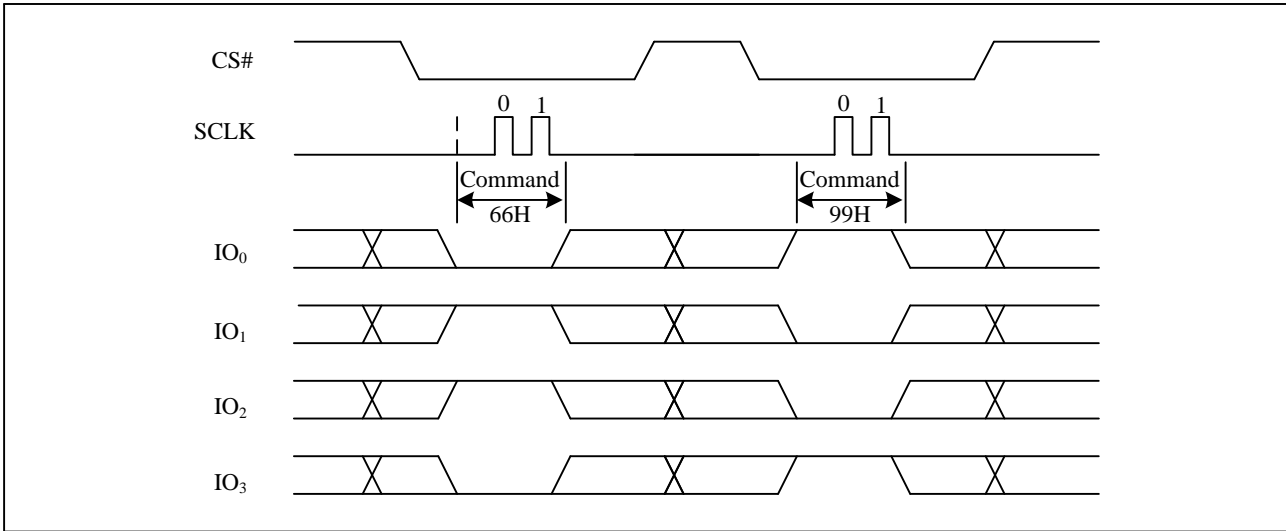 CS#
0 1 0 1
SCLK
Command Command
66H 99H
IO₀
IO₁
IO₂
IO₃